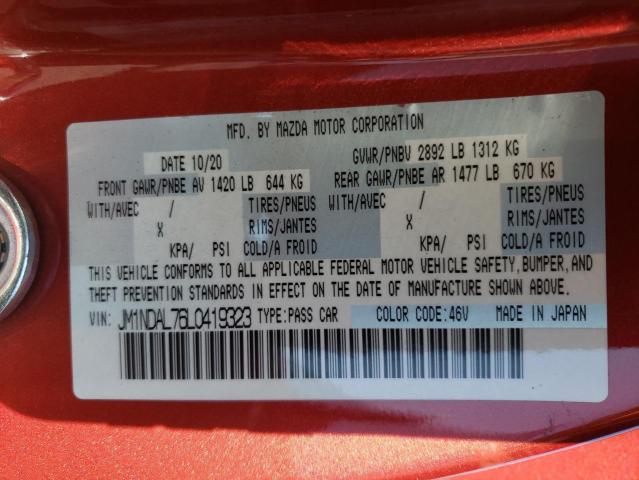 MFD. BY MAZDA MOTOR CORPORATION
DATE 10/20 GVWR/PNBV 2892 LB 1312 KG
FRONT GAWR/PNBE AV 1420 LB 644 KG REAR GAWR/PNBE AR 1477 LB 670 KG
WITH/AVEC / TIRES/PNEUS WITH/AVEC / TIRES/PNEUS
X RIMS/JANTES X RIMS/JANTES
KPA/ PSI COLD/A FROID KPA/ PSI COLD/A FROID
THIS VEHICLE CONFORMS TO ALL APPLICABLE FEDERAL MOTOR VEHICLE SAFETY, BUMPER, AND
THEFT PREVENTION STANDARDS IN EFFECT ON THE DATE OF MANUFACTURE SHOWN ABOVE.
VIN: JM1NDAL76L0419323 TYPE:PASS CAR COLOR CODE:46V MADE IN JAPAN